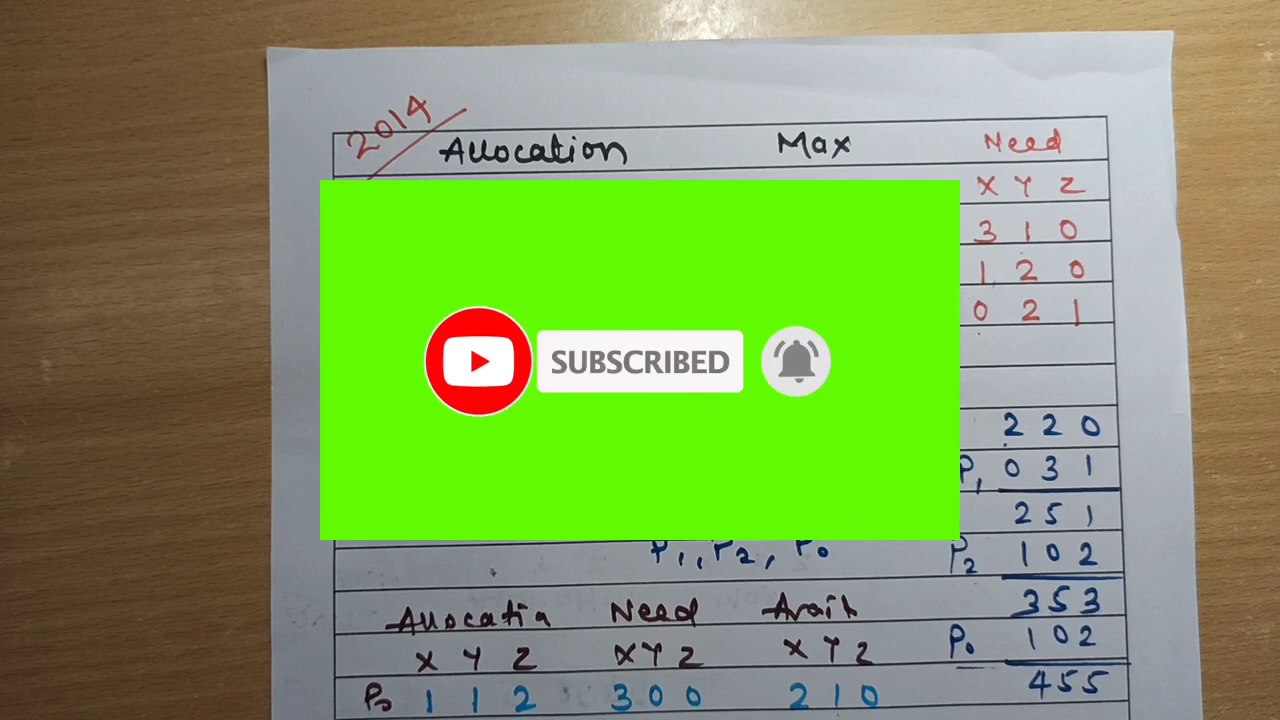 2014
Allocation Max Need
X Y Z
3 1 0
1 2 0
0 2 1
SUBSCRIBED
2 2 0
P1 0 3 1
2 5 1
P1, P2, P0
P2 1 0 2
3 5 3
Allocatin Need Avail
P0 1 0 2
X Y Z X Y Z X Y Z
4 5 5
P0 1 1 2 3 0 0 2 1 0